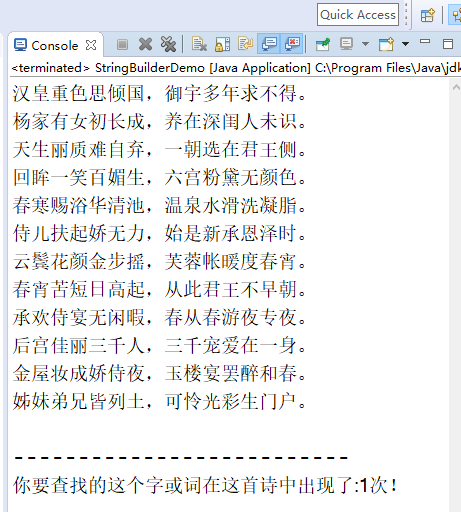 Quick Access
Console
<terminated> StringBuilderDemo [Java Application] C:\Program Files\Java\jdk
汉皇重色思倾国，御宇多年求不得。
杨家有女初长成，养在深闺人未识。
天生丽质难自弃，一朝选在君王侧。
回眸一笑百媚生，六宫粉黛无颜色。
春寒赐浴华清池，温泉水滑洗凝脂。
侍儿扶起娇无力，始是新承恩泽时。
云鬓花颜金步摇，芙蓉帐暖度春宵。
春宵苦短日高起，从此君王不早朝。
承欢侍宴无闲暇，春从春游夜专夜。
后宫佳丽三千人，三千宠爱在一身。
金屋妆成娇侍夜，玉楼宴罢醉和春。
姊妹弟兄皆列土，可怜光彩生门户。
--------------------------
你要查找的这个字或词在这首诗中出现了:1次！